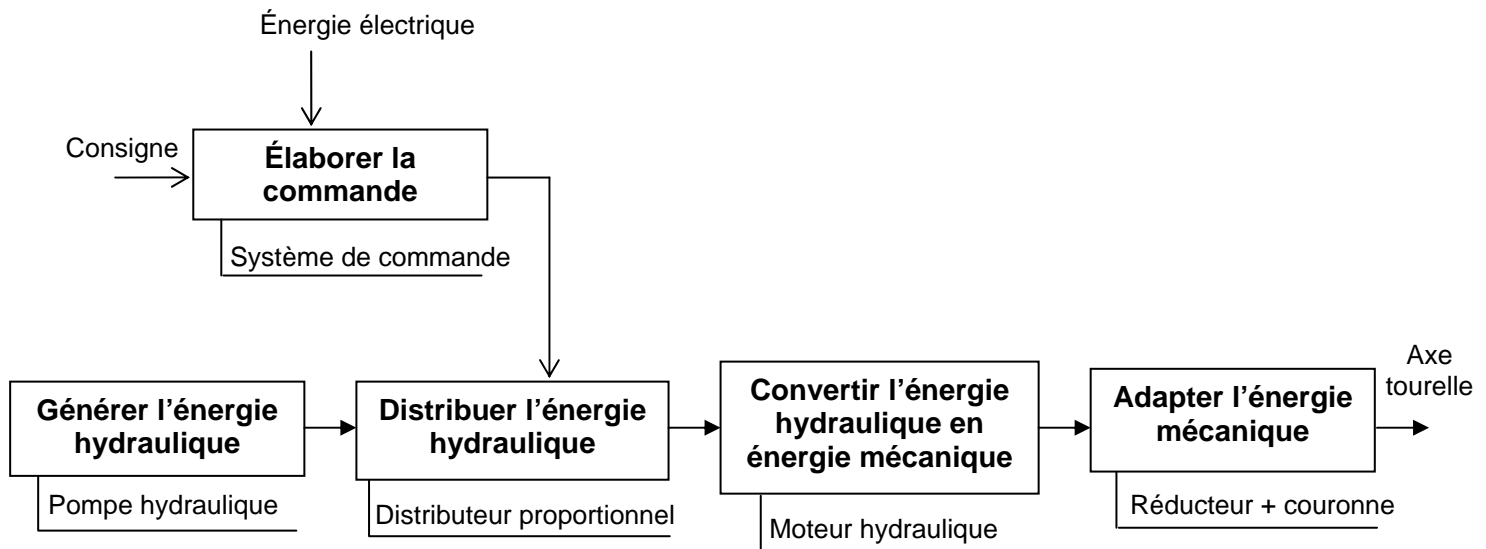 Énergie électrique
Consigne
Élaborer la
commande
Système de commande
Générer l’énergie
hydraulique
Pompe hydraulique
Distribuer l’énergie
hydraulique
Distributeur proportionnel
Convertir l’énergie
hydraulique en
énergie mécanique
Moteur hydraulique
Adapter l’énergie
mécanique
Réducteur + couronne
Axe
tourelle